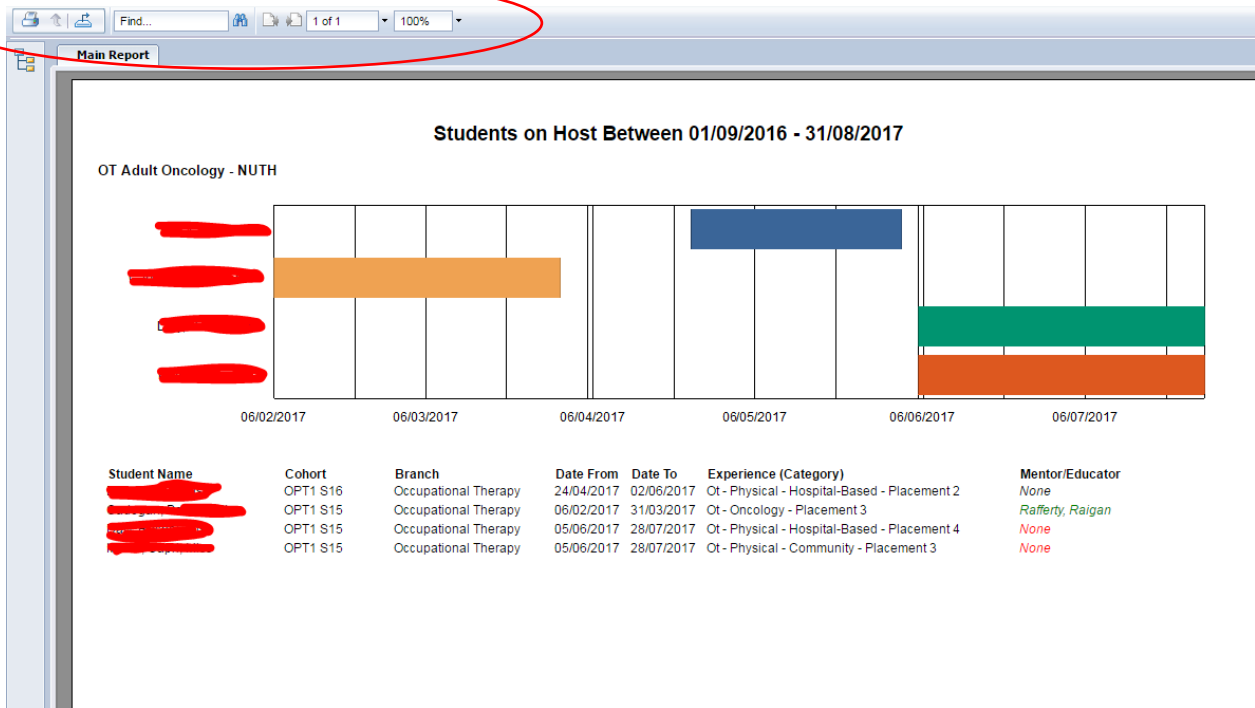 Find... 1 of 1 100%
Main Report
Students on Host Between 01/09/2016 - 31/08/2017
OT Adult Oncology - NUTH
06/02/2017 06/03/2017 06/04/2017 06/05/2017 06/06/2017 06/07/2017
Student Name Cohort Branch Date From Date To Experience (Category) Mentor/Educator
OPT1 S16 Occupational Therapy 24/04/2017 02/06/2017 Ot - Physical - Hospital-Based - Placement 2 None
OPT1 S15 Occupational Therapy 06/02/2017 31/03/2017 Ot - Oncology - Placement 3 Rafferty, Raigan
OPT1 S15 Occupational Therapy 05/06/2017 28/07/2017 Ot - Physical - Hospital-Based - Placement 4 None
OPT1 S15 Occupational Therapy 05/06/2017 28/07/2017 Ot - Physical - Community - Placement 3 None